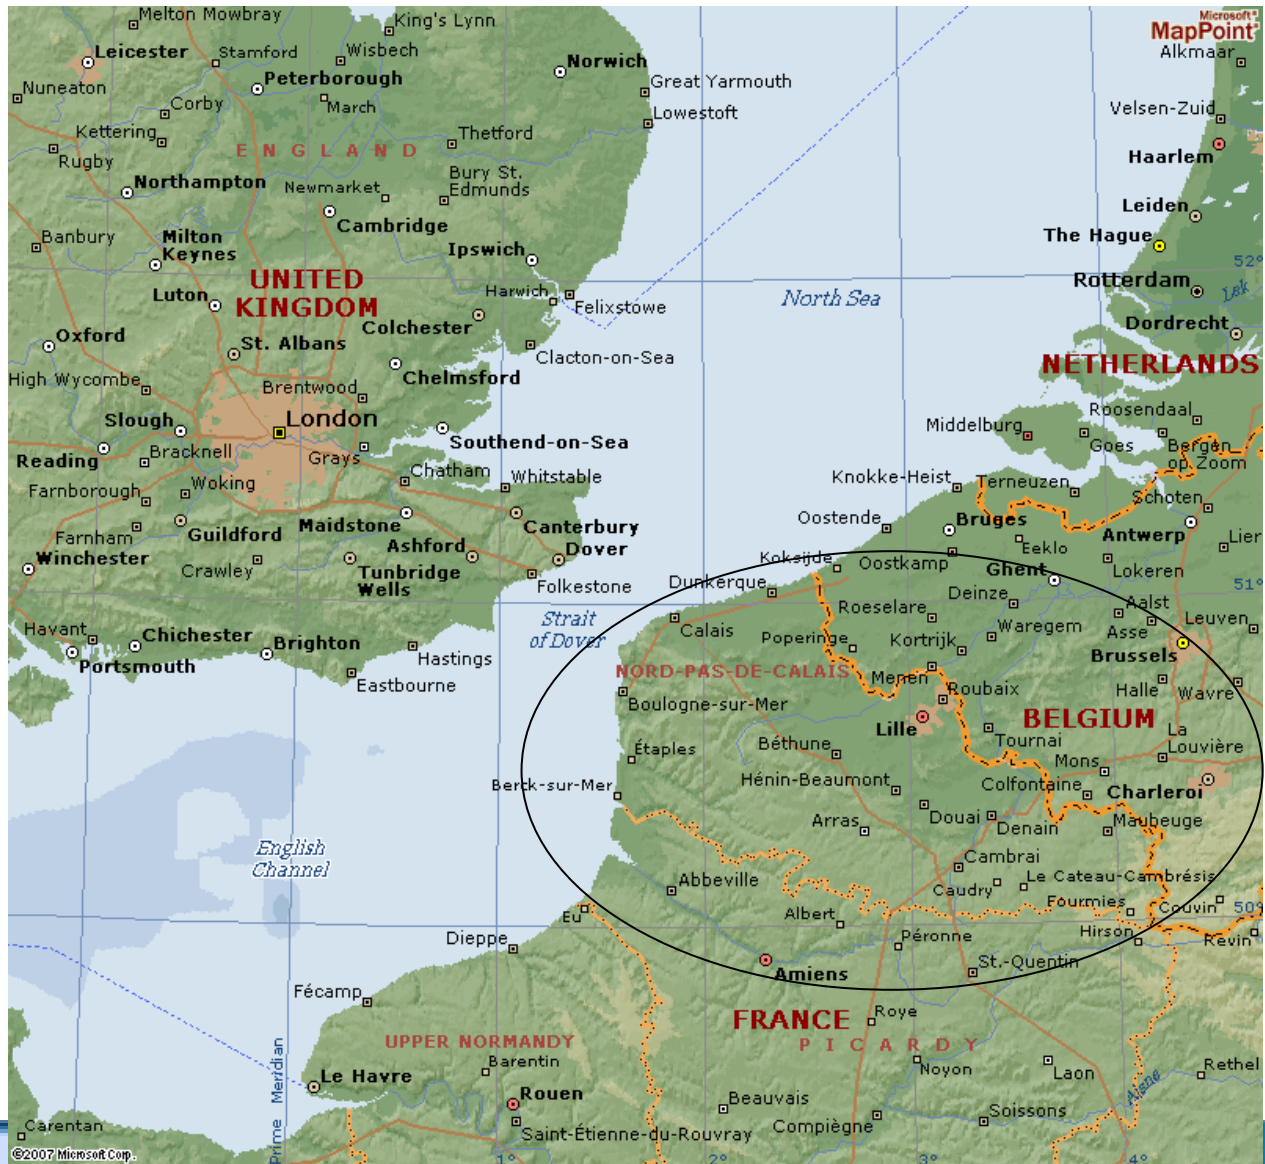 Melton Mowbray
King's Lynn
Microsoft®
MapPoint®
Leicester
Stamford
Wisbech
Norwich
Alkmaar
Peterborough
Great Yarmouth
Nuneaton
Corby
March
Lowestoft
Velsen-Zuid
Kettering
Thetford
Rugby
ENGLAND
Haarlem
Northampton
Newmarket
Bury St.
Edmunds
Leiden
Cambridge
Banbury
Milton
Keynes
Ipswich
The Hague
52°
UNITED
KINGDOM
Harwich
Felixstowe
North Sea
Rotterdam
Lek
Luton
Colchester
Dordrecht
Oxford
St. Albans
Clacton-on-Sea
NETHERLANDS
High Wycombe
Brentwood
Chelmsford
Slough
London
Southend-on-Sea
Middelburg
Roosendaal
Goes
Bergen
op Zoom
Reading
Bracknell
Grays
Chatham
Whitstable
Knokke-Heist
Terneuzen
Farnborough
Woking
Schoten
Farnham
Guildford
Maidstone
Canterbury
Oostende
Bruges
Antwerp
Lier
Winchester
Crawley
Ashford
Dover
Tunbridge
Wells
Folkestone
Koksijde
Oostkamp
Eeklo
Ghent
Lokeren
51°
Dunkerque
Deinze
Strait
of Dover
Calais
Roeselare
Waregem
Aalst
Asse
Leuven
Havant
Chichester
Brighton
Hastings
Poperinge
Kortrijk
Brussels
Portsmouth
Eastbourne
NORD-PAS-DE-CALAIS
Menen
Roubaix
Halle
Wavre
Boulogne-sur-Mer
Lille
BELGIUM
Étaples
Béthune
Tournai
La
Louvière
Mons
Berck-sur-Mer
Hénin-Beaumont
Colfontaine
Charleroi
Arras
Douai
Denain
Maubeuge
English
Channel
Cambrai
Abbeville
Caudry
Le Cateau-Cambrésis
Fourmies
Couvin
50°
Eu
Albert
Dieppe
Péronne
Hirson
Revin
Amiens
St.-Quentin
Fécamp
FRANCE
Roye
UPPER NORMANDY
PICARDY
Barentin
Noyon
Laon
Rethel
Le Havre
Prime Meridian
Rouen
Beauvais
Aisne
Carentan
Saint-Étienne-du-Rouvray
Compiègne
Soissons
©2007 Microsoft Corp.
1°
2°
3°
4°